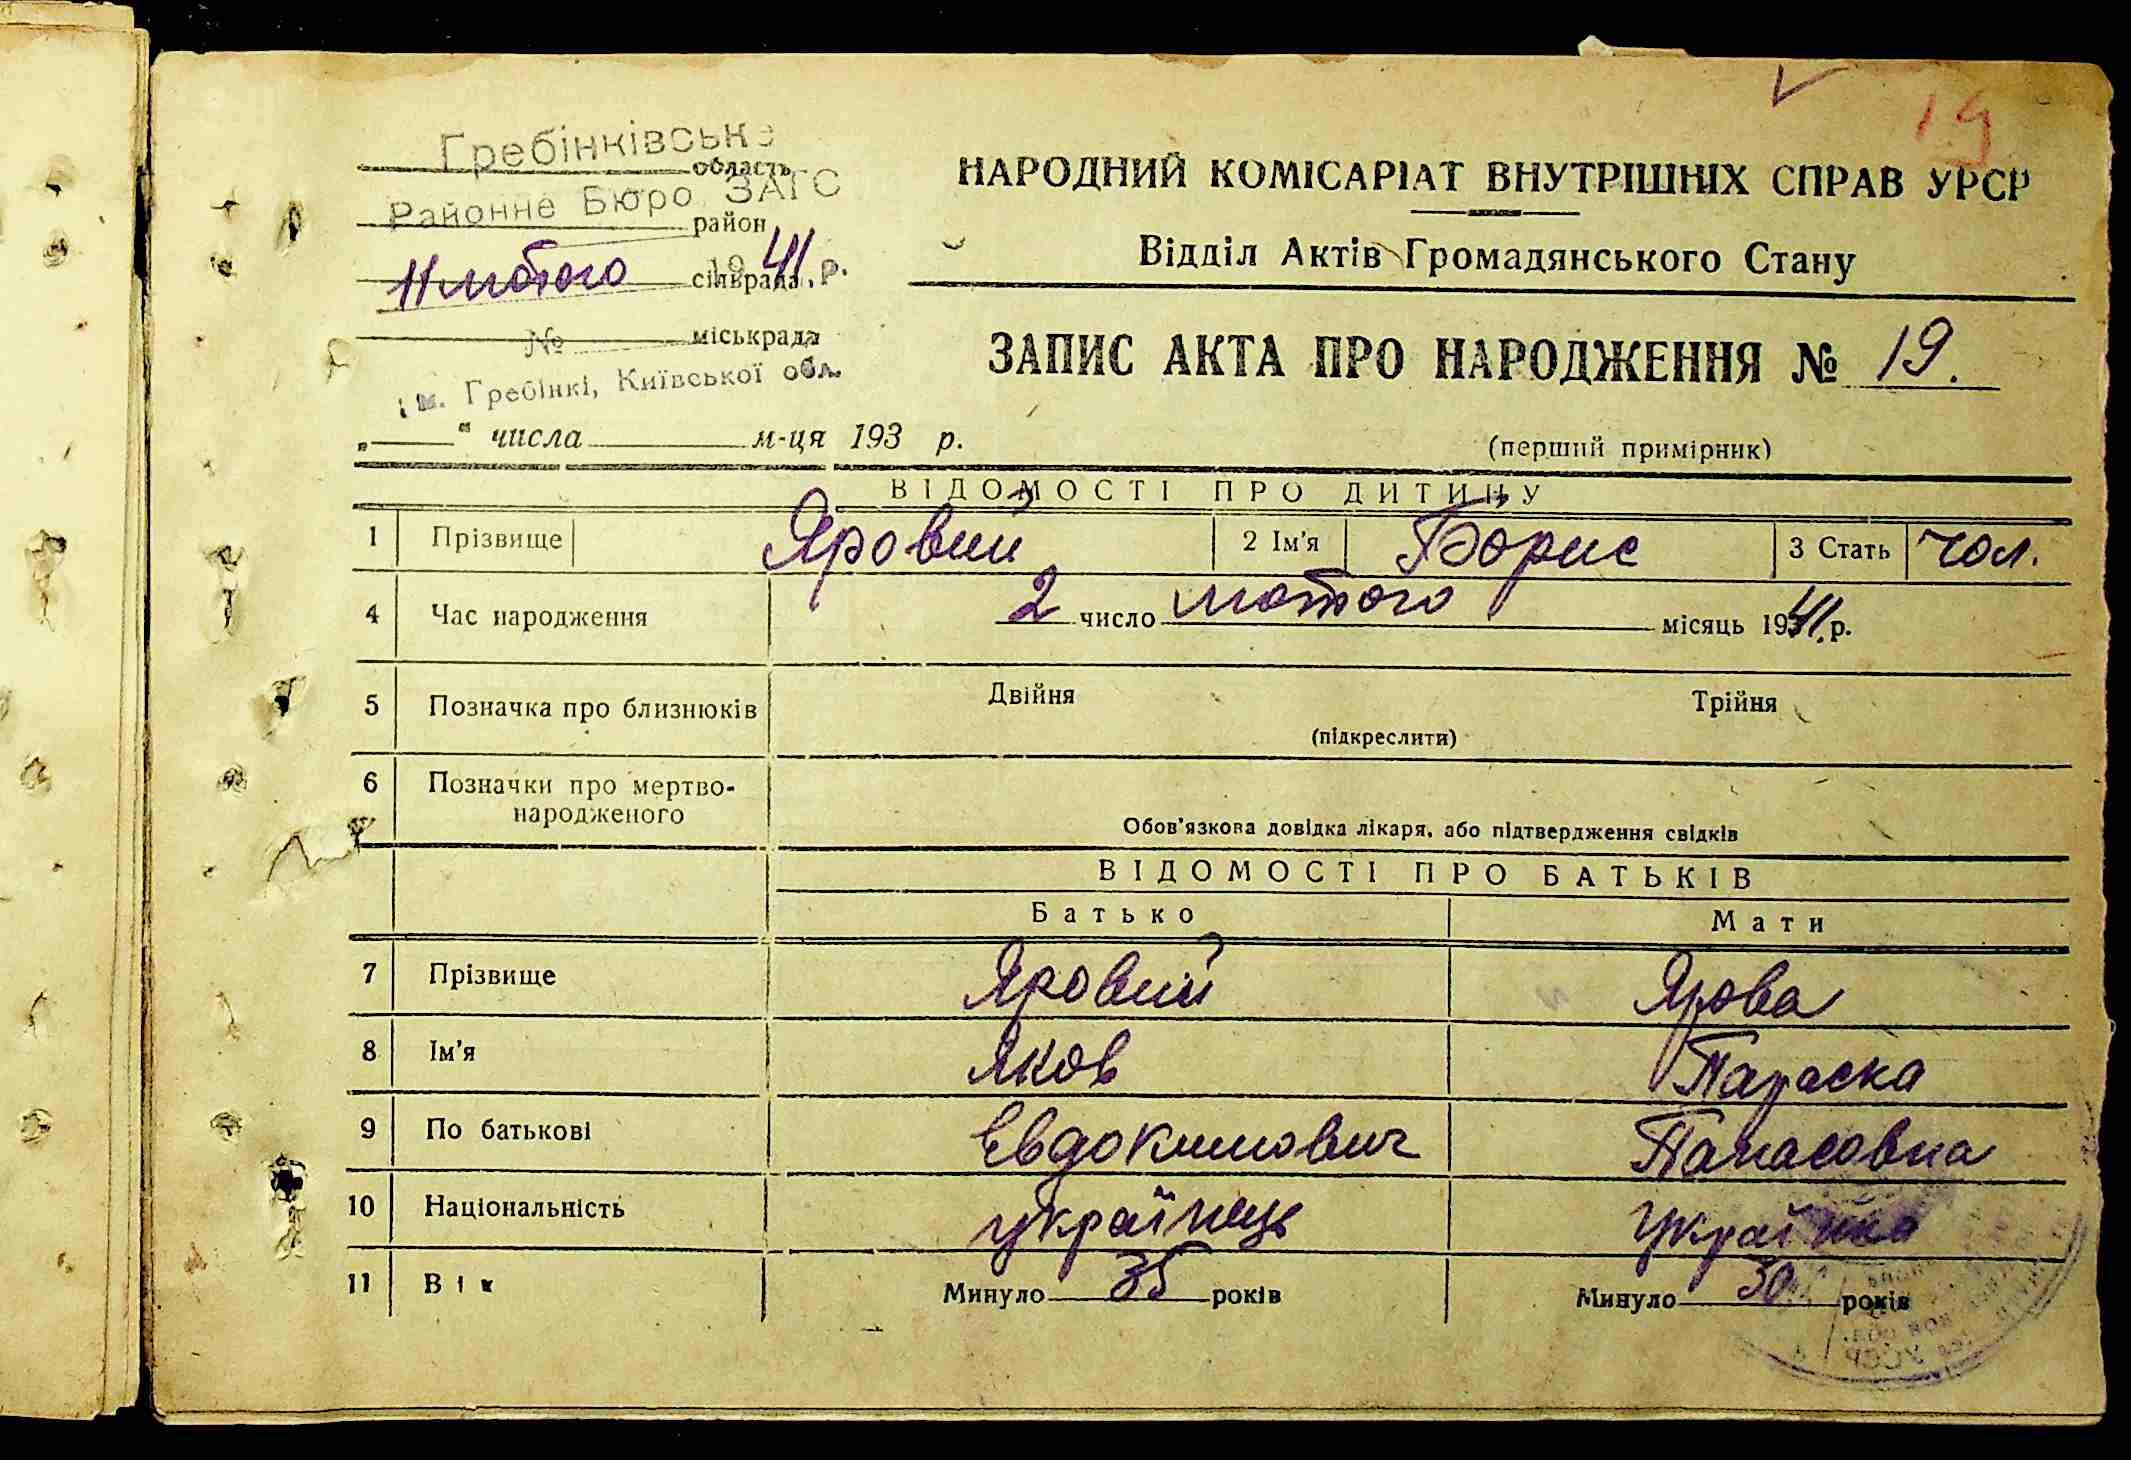 19
Гребінківське
область
Районне Бюро ЗАГС
район
11 лютого 1941 р.
сільрада
№ міськрада
м. Гребінкі, Київської обл.
„ “ числа м-ця 193 р.
НАРОДНИЙ КОМІСАРІАТ ВНУТРІШНІХ СПРАВ УРСР
Відділ Актів Громадянського Стану
ЗАПИС АКТА ПРО НАРОДЖЕННЯ № 19.
(перший примірник)
ВІДОМОСТІ ПРО ДИТИНУ
1 Прізвище Яровий 2 Ім'я Борис 3 Стать чол.
4 Час народження 2 число лютого місяць 1941 р.
5 Позначка про близнюків Двійня Трійня
(підкреслити)
6 Позначки про мертво-
народженого
Обов'язкова довідка лікаря, або підтвердження свідків
ВІДОМОСТІ ПРО БАТЬКІВ
Батько Мати
7 Прізвище Яровий Ярова
8 Ім'я Яков Параска
9 По батькові Евдокимович Панасовна
10 Національність українець українка
11 Вік Минуло 35 років Минуло 30 років
УССР